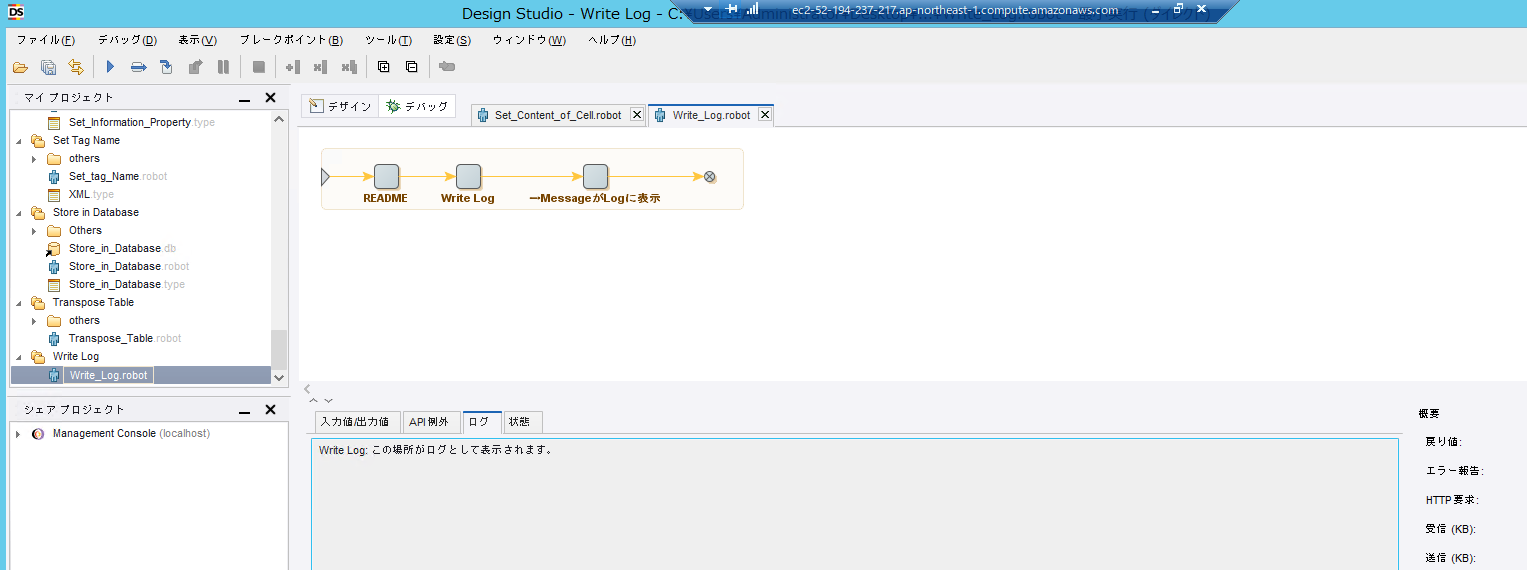 DS
Design Studio - Write Log - C:
ec2-52-194-237-217.ap-northeast-1.compute.amazonaws.com
ファイル(F) デバッグ(D) 表示(V) ブレークポイント(B) ツール(T) 設定(S) ウィンドウ(W) ヘルプ(H)
マイ プロジェクト
Set_Information_Property.type
Set Tag Name
others
Set_tag_Name.robot
XML.type
Store in Database
Others
Store_in_Database.db
Store_in_Database.robot
Store_in_Database.type
Transpose Table
others
Transpose_Table.robot
Write Log
Write_Log.robot
シェア プロジェクト
Management Console (localhost)
デザイン デバッグ
Set_Content_of_Cell.robot Write_Log.robot
README Write Log ーMessageがLogに表示
入力値/出力値 API 例外 ログ 状態
Write Log: この場所がログとして表示されます。
概要
戻り値:
エラー報告:
HTTP 要求:
受信 (KB):
送信 (KB):